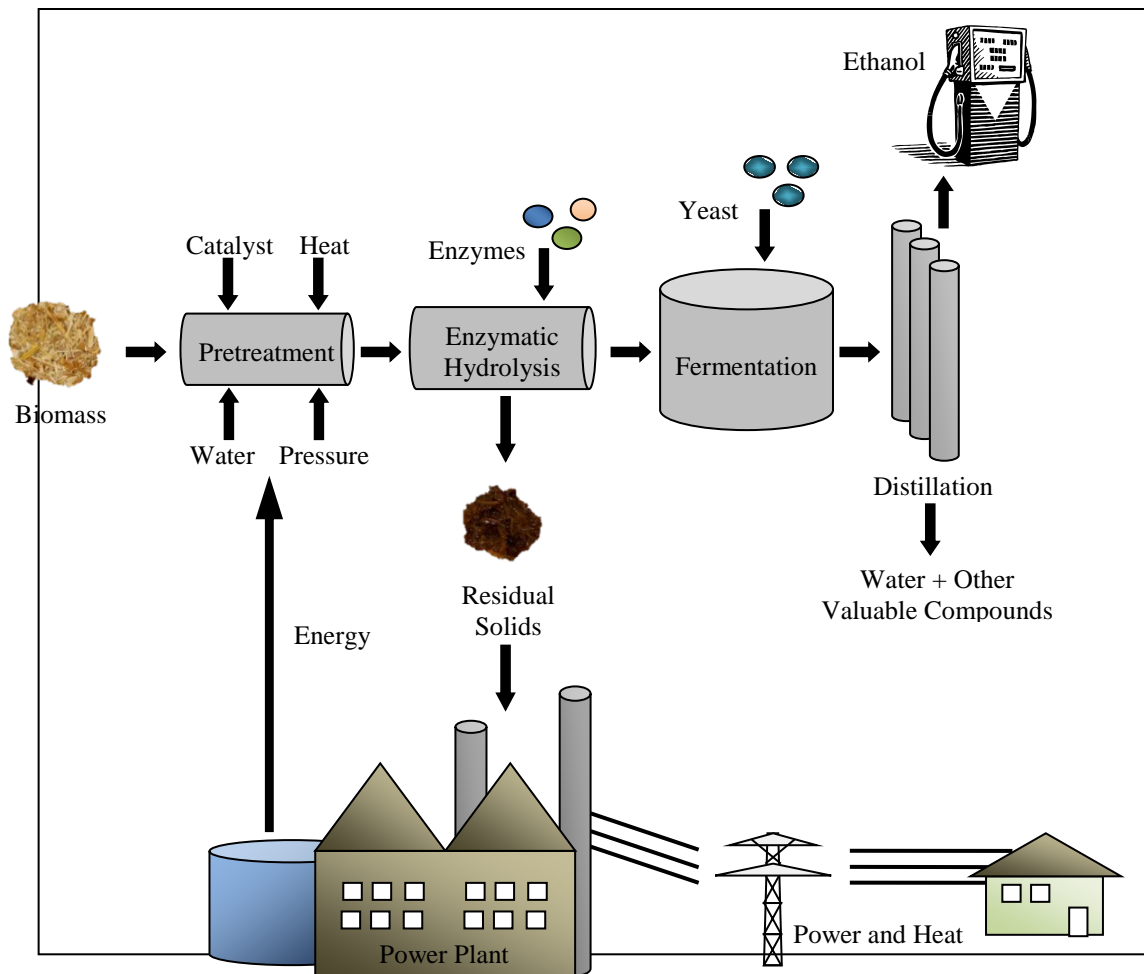 Ethanol
Yeast
Catalyst
Heat
Enzymes
Pretreatment
Enzymatic
Hydrolysis
Fermentation
Biomass
Water
Pressure
Distillation
Water + Other
Valuable Compounds
Residual
Solids
Energy
Power Plant
Power and Heat